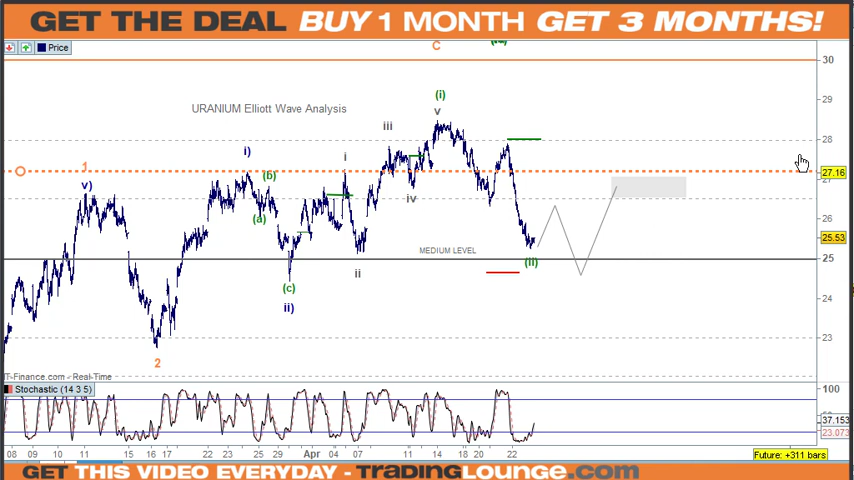 GET THE DEAL BUY 1 MONTH GET 3 MONTHS!
Price
C
30
URANIUM Elliott Wave Analysis
(i)
v
29
iii
28
i)
i
1
(b)
27.16
v)
27
iv
(a)
26
25.53
MEDIUM LEVEL
(ii)
25
ii
(c)
ii)
24
23
2
IT-Finance.com - Real-Time
Stochastic (14 3 5)
100
37.153
23.073
08 09 10 11 15 16 17 22 23 25 29 Apr 04 07 11 14 18 20 22
Future: +311 bars
GET THIS VIDEO EVERYDAY - TRADINGLOUNGE.com